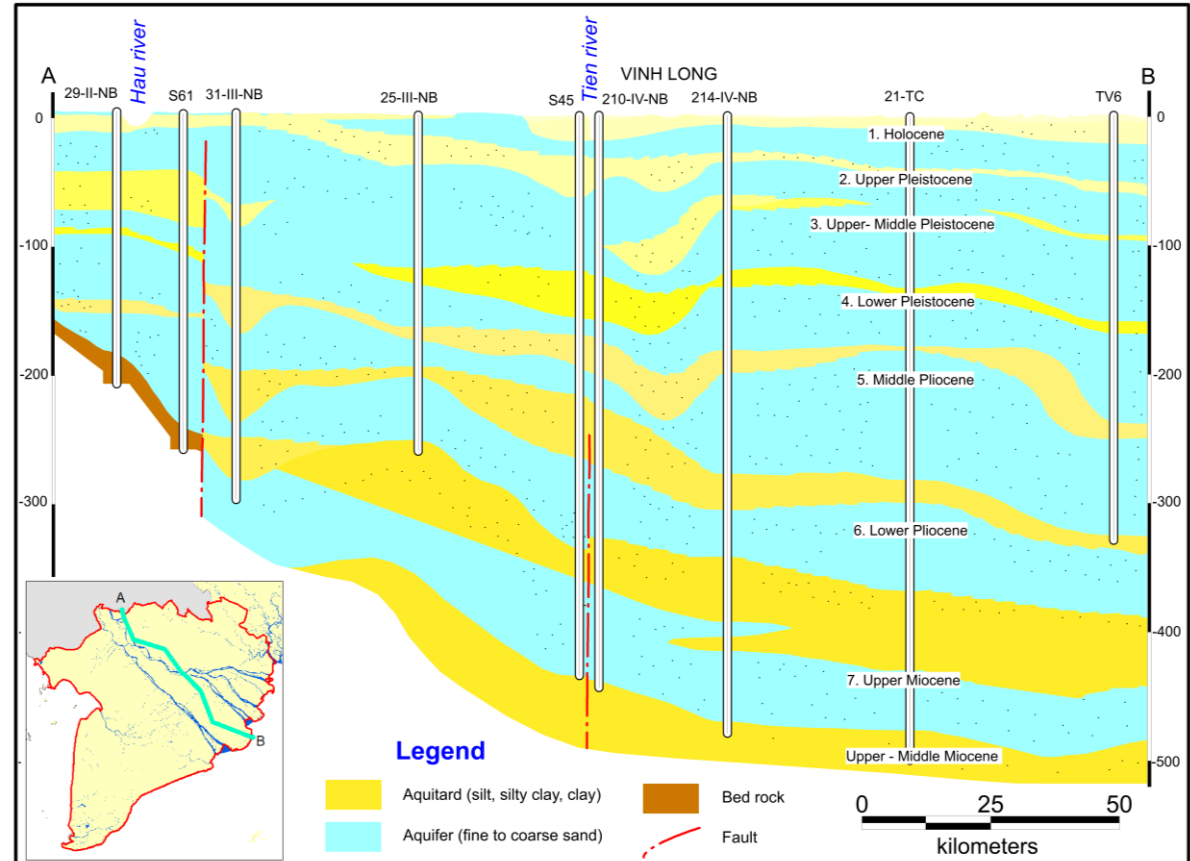 Hau river
Tien river
A
VINH LONG
B
29-II-NB
S61
31-III-NB
25-III-NB
S45
210-IV-NB
214-IV-NB
21-TC
TV6
0
0
1. Holocene
2. Upper Pleistocene
3. Upper- Middle Pleistocene
-100
-100
4. Lower Pleistocene
-200
5. Middle Pliocene
-200
-300
6. Lower Pliocene
-300
-400
7. Upper Miocene
Upper - Middle Miocene
-500
A
B
Legend
Aquitard (silt, silty clay, clay)
Bed rock
Aquifer (fine to coarse sand)
Fault
0 25 50
kilometers